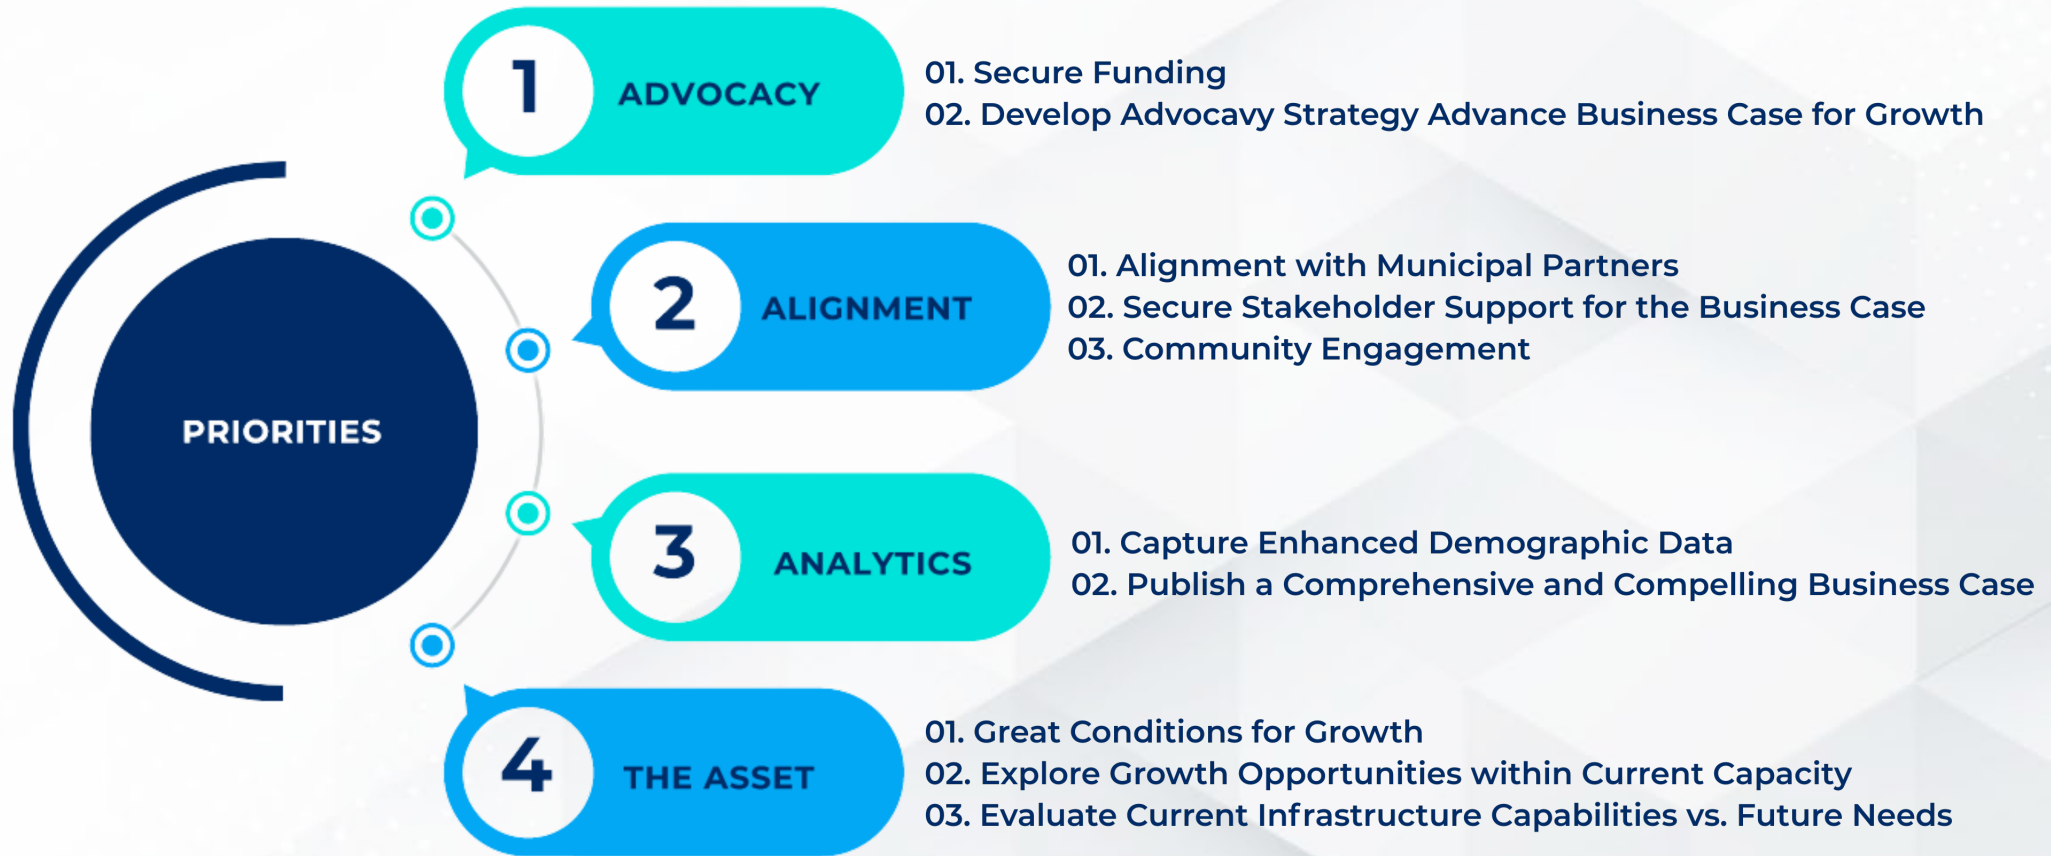 PRIORITIES
1
ADVOCACY
01. Secure Funding
02. Develop Advocavy Strategy Advance Business Case for Growth
2
ALIGNMENT
01. Alignment with Municipal Partners
02. Secure Stakeholder Support for the Business Case
03. Community Engagement
3
ANALYTICS
01. Capture Enhanced Demographic Data
02. Publish a Comprehensive and Compelling Business Case
4
THE ASSET
01. Great Conditions for Growth
02. Explore Growth Opportunities within Current Capacity
03. Evaluate Current Infrastructure Capabilities vs. Future Needs